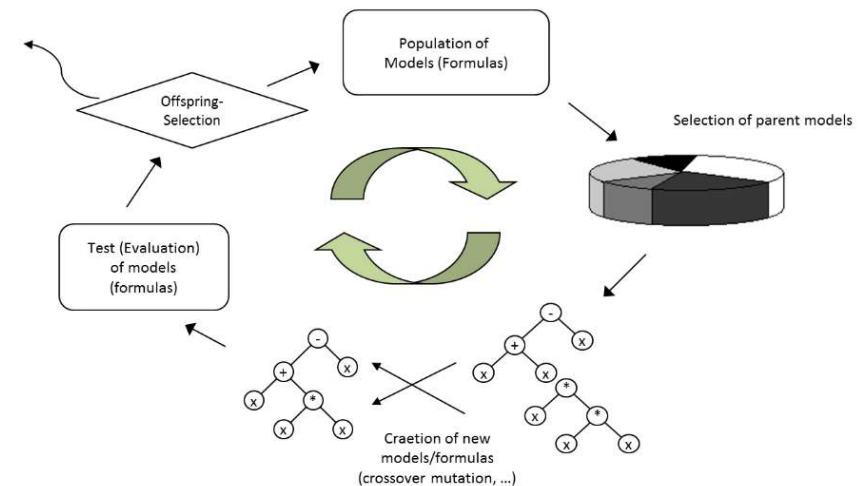 Population of
Models (Formulas)
Offspring-
Selection
Selection of parent models
Test (Evaluation)
of models
(formulas)
-
+
x
x
*
x
x
-
+
x
x
x
*
x
*
x
x
Craetion of new
models/formulas
(crossover mutation, ...)